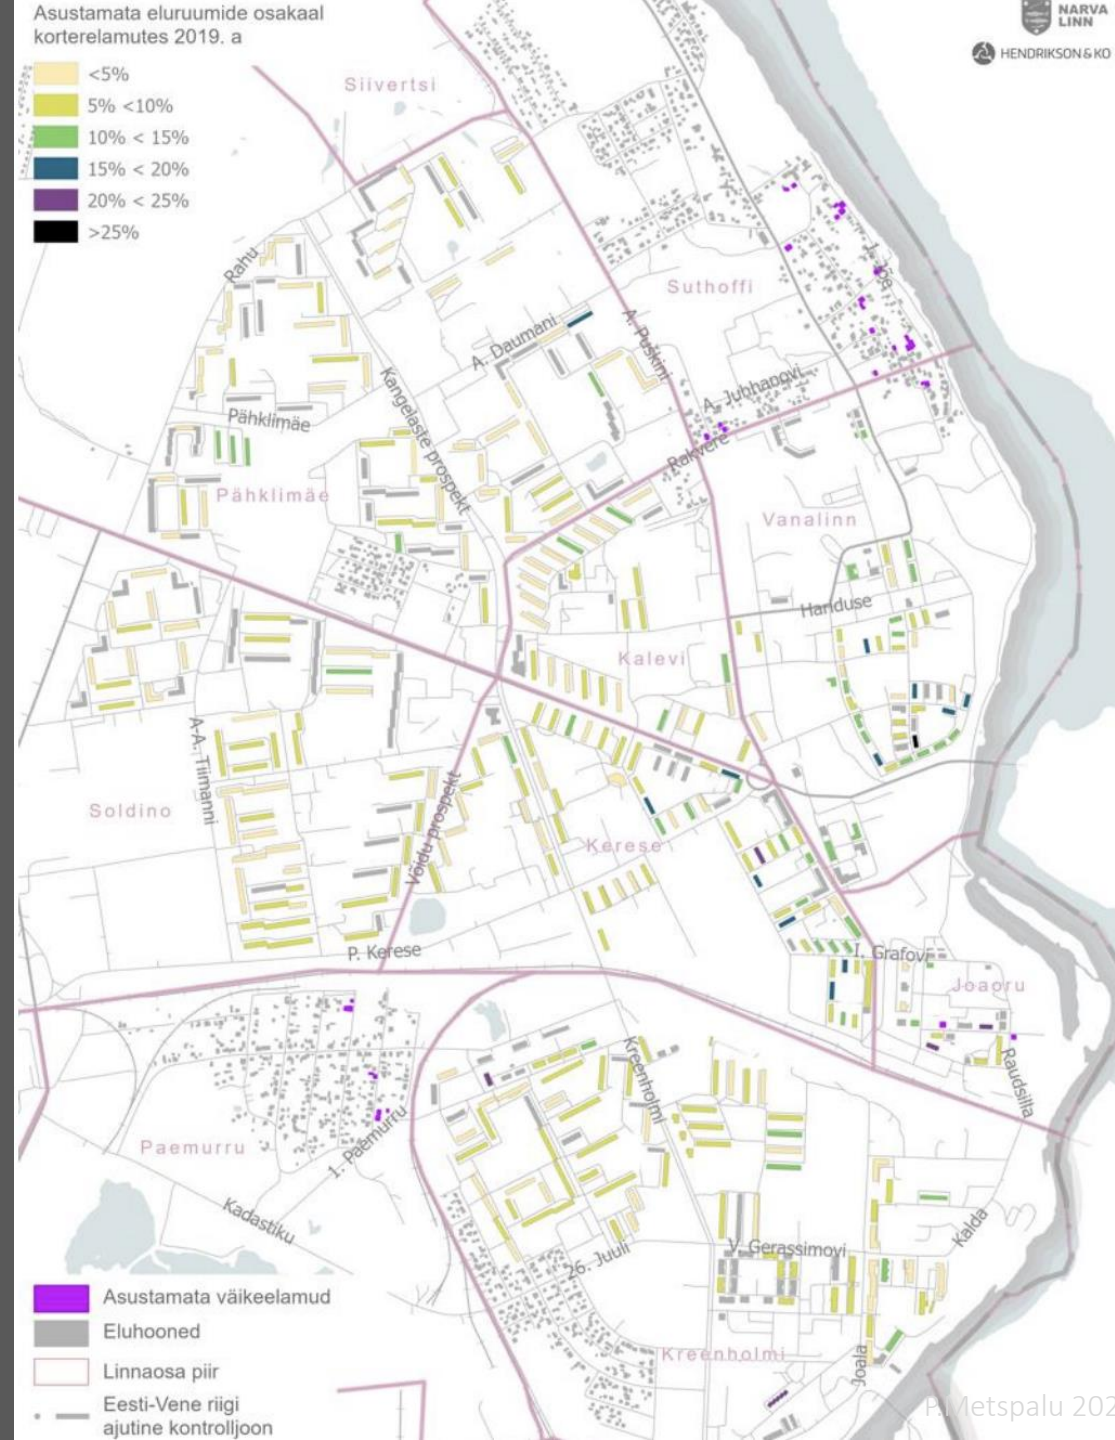 Asustamata eluruumide osakaal
korterelamutes 2019. a
<5%
5% <10%
10% < 15%
15% < 20%
20% < 25%
>25%
NARVA
LINN
HENDRIKSON & KO
Siivertsi
Rahu
Suthoffi
1. Jõe
A. Daumani
A. Puškini
Kangelaste prospekt
A. Juhhanovi
Pähklimäe
Rakvere
Pähklimäe
Vanalinn
Hariduse
Kalevi
A-A. Tiimanni
Soldino
Võidu prospekt
Kerese
P. Kerese
I. Grafovi
Joaoru
Kreenholmi
Raudsilla
Paemurru
1. Paemurru
Kadastiku
Kalda
V. Gerassimovi
26. Juuli
Kreenholmi
Joala
Asustamata väikeelamud
Eluhooned
Linnaosa piir
Eesti-Vene riigi
ajutine kontrolljoon
P.Metspalu 202